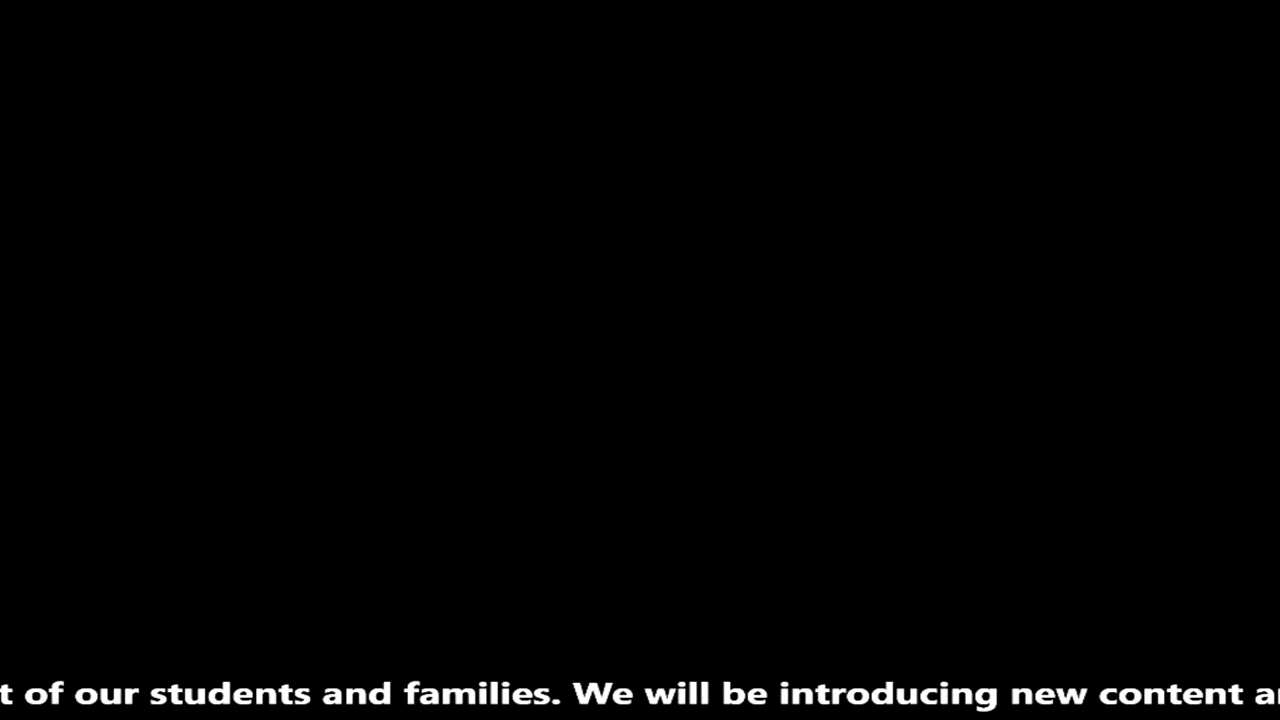 t of our students and families. We will be introducing new content a